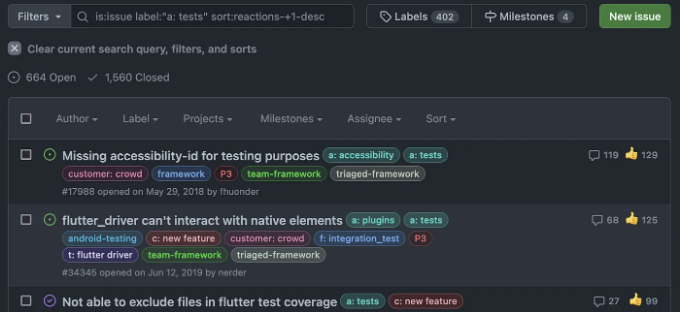 Filters is:issue label:"a: tests" sort:reactions-+1-desc Labels 402 Milestones 4 New issue
Clear current search query, filters, and sorts
664 Open 1,560 Closed
Author Label Projects Milestones Assignee Sort
Missing accessibility-id for testing purposes a: accessibility a: tests 119 👍 129
customer: crowd framework P3 team-framework triaged-framework
#17988 opened on May 29, 2018 by fhuonder
flutter_driver can't interact with native elements a: plugins a: tests 68 👍 125
android-testing c: new feature customer: crowd f: integration_test P3
t: flutter driver team-framework triaged-framework
#34345 opened on Jun 12, 2019 by nerder
Not able to exclude files in flutter test coverage a: tests c: new feature 27 👍 99